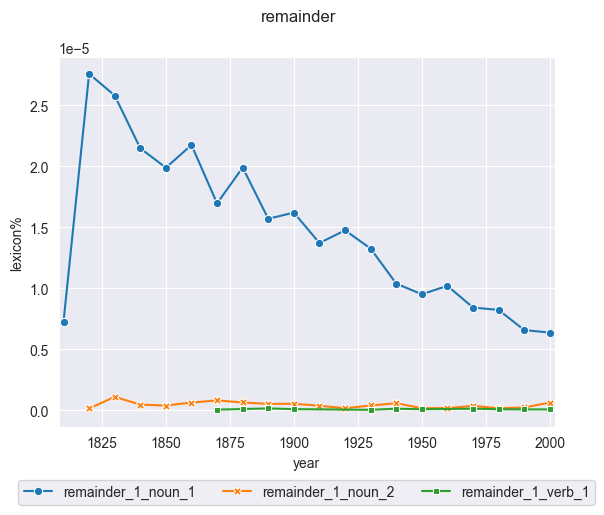 remainder
1e−5
2.5
2.0
1.5
1.0
0.5
0.0
lexicon%
1825 1850 1875 1900 1925 1950 1975 2000
year
remainder_1_noun_1 remainder_1_noun_2 remainder_1_verb_1